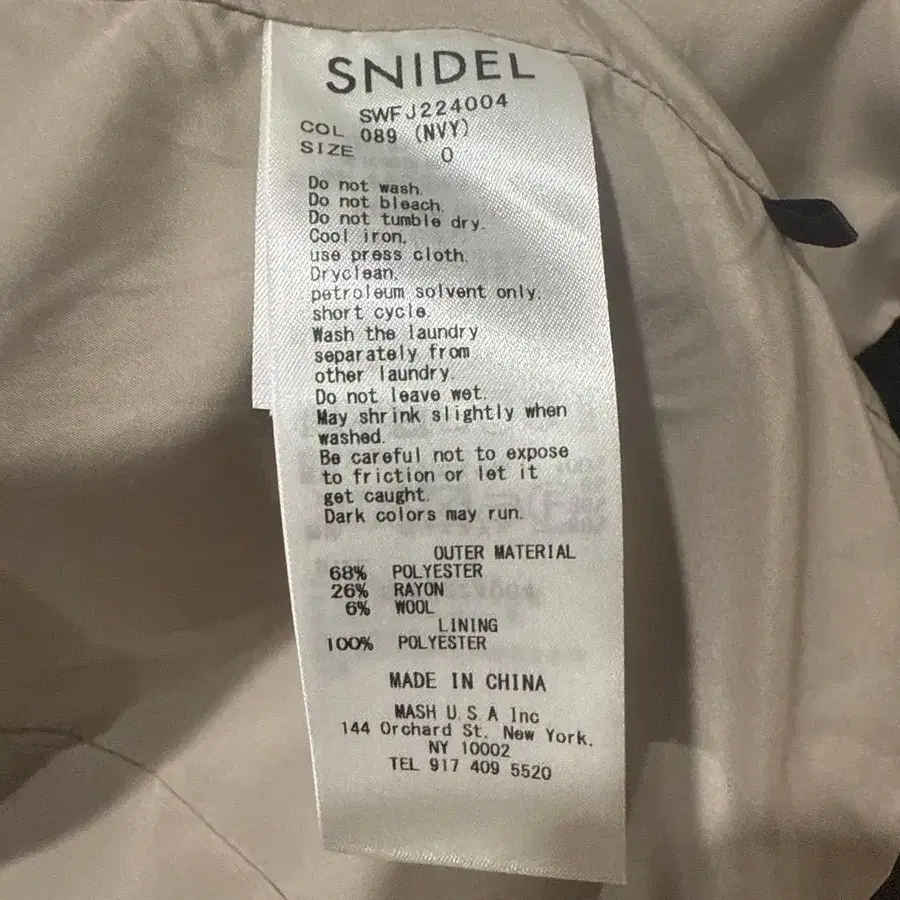 SNIDEL
SWFJ224004
COL 089 (NVY)
SIZE 0
Do not wash.
Do not bleach.
Do not tumble dry.
Cool iron,
use press cloth.
Dryclean,
petroleum solvent only.
short cycle.
Wash the laundry
separately from
other laundry.
Do not leave wet.
May shrink slightly when
washed.
Be careful not to expose
to friction or let it
get caught.
Dark colors may run.
OUTER MATERIAL
68% POLYESTER
26% RAYON
6% WOOL
LINING
100% POLYESTER
MADE IN CHINA
MASH U.S.A Inc
144 Orchard St, New York,
NY 10002
TEL 917 409 5520